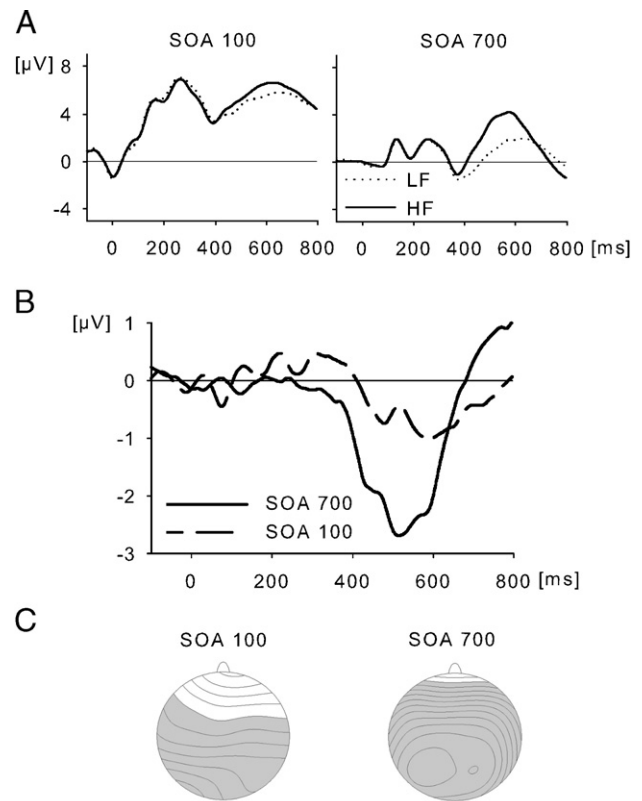 A
SOA 100 SOA 700
[µV] 8
4
0
-4
LF
HF
0 200 400 600 800 0 200 400 600 800 [ms]
B
[µV] 1
0
-1
-2
-3
SOA 700
SOA 100
0 200 400 600 800 [ms]
C
SOA 100 SOA 700